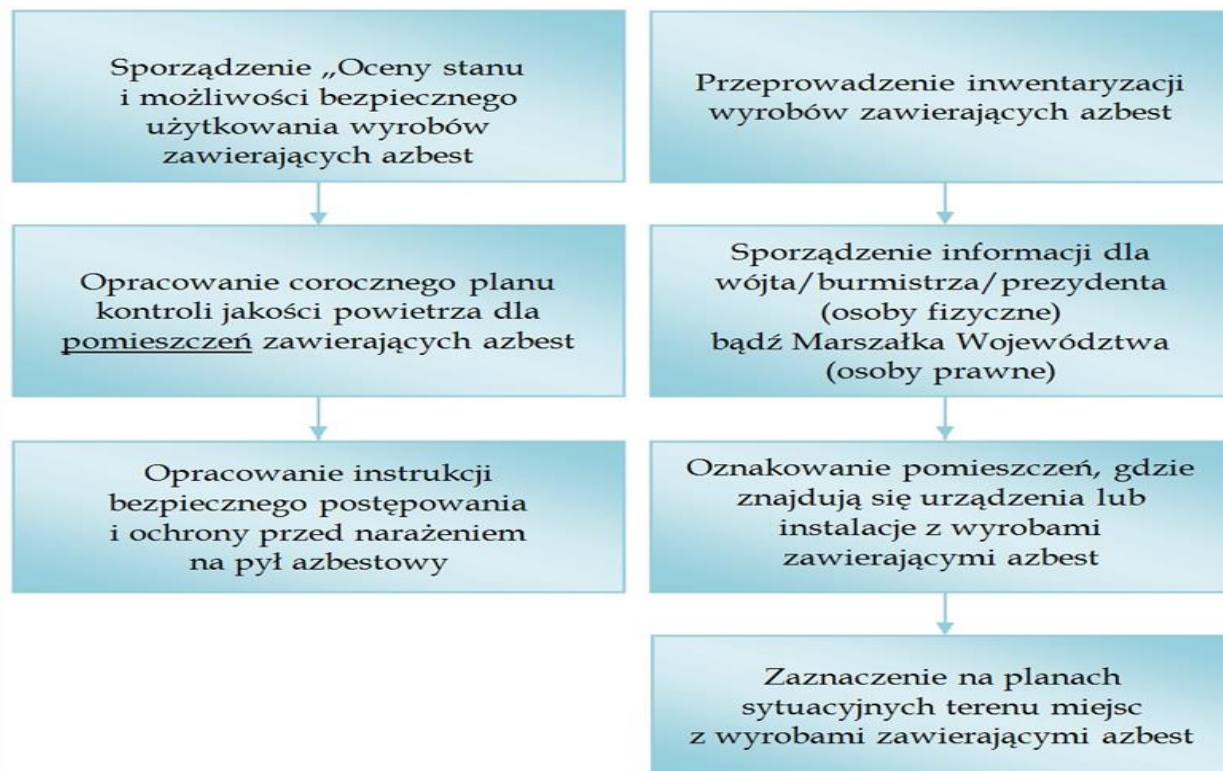 Sporządzenie „Oceny stanu
i możliwości bezpiecznego
użytkowania wyrobów
zawierających azbest
Opracowanie corocznego planu
kontroli jakości powietrza dla
pomieszczeń zawierających azbest
Opracowanie instrukcji
bezpiecznego postępowania
i ochrony przed narażeniem
na pył azbestowy
Przeprowadzenie inwentaryzacji
wyrobów zawierających azbest
Sporządzenie informacji dla
wójta/burmistrza/prezydenta
(osoby fizyczne)
bądź Marszałka Województwa
(osoby prawne)
Oznakowanie pomieszczeń, gdzie
znajdują się urządzenia lub
instalacje z wyrobami
zawierającymi azbest
Zaznaczenie na planach
sytuacyjnych terenu miejsc
z wyrobami zawierającymi azbest